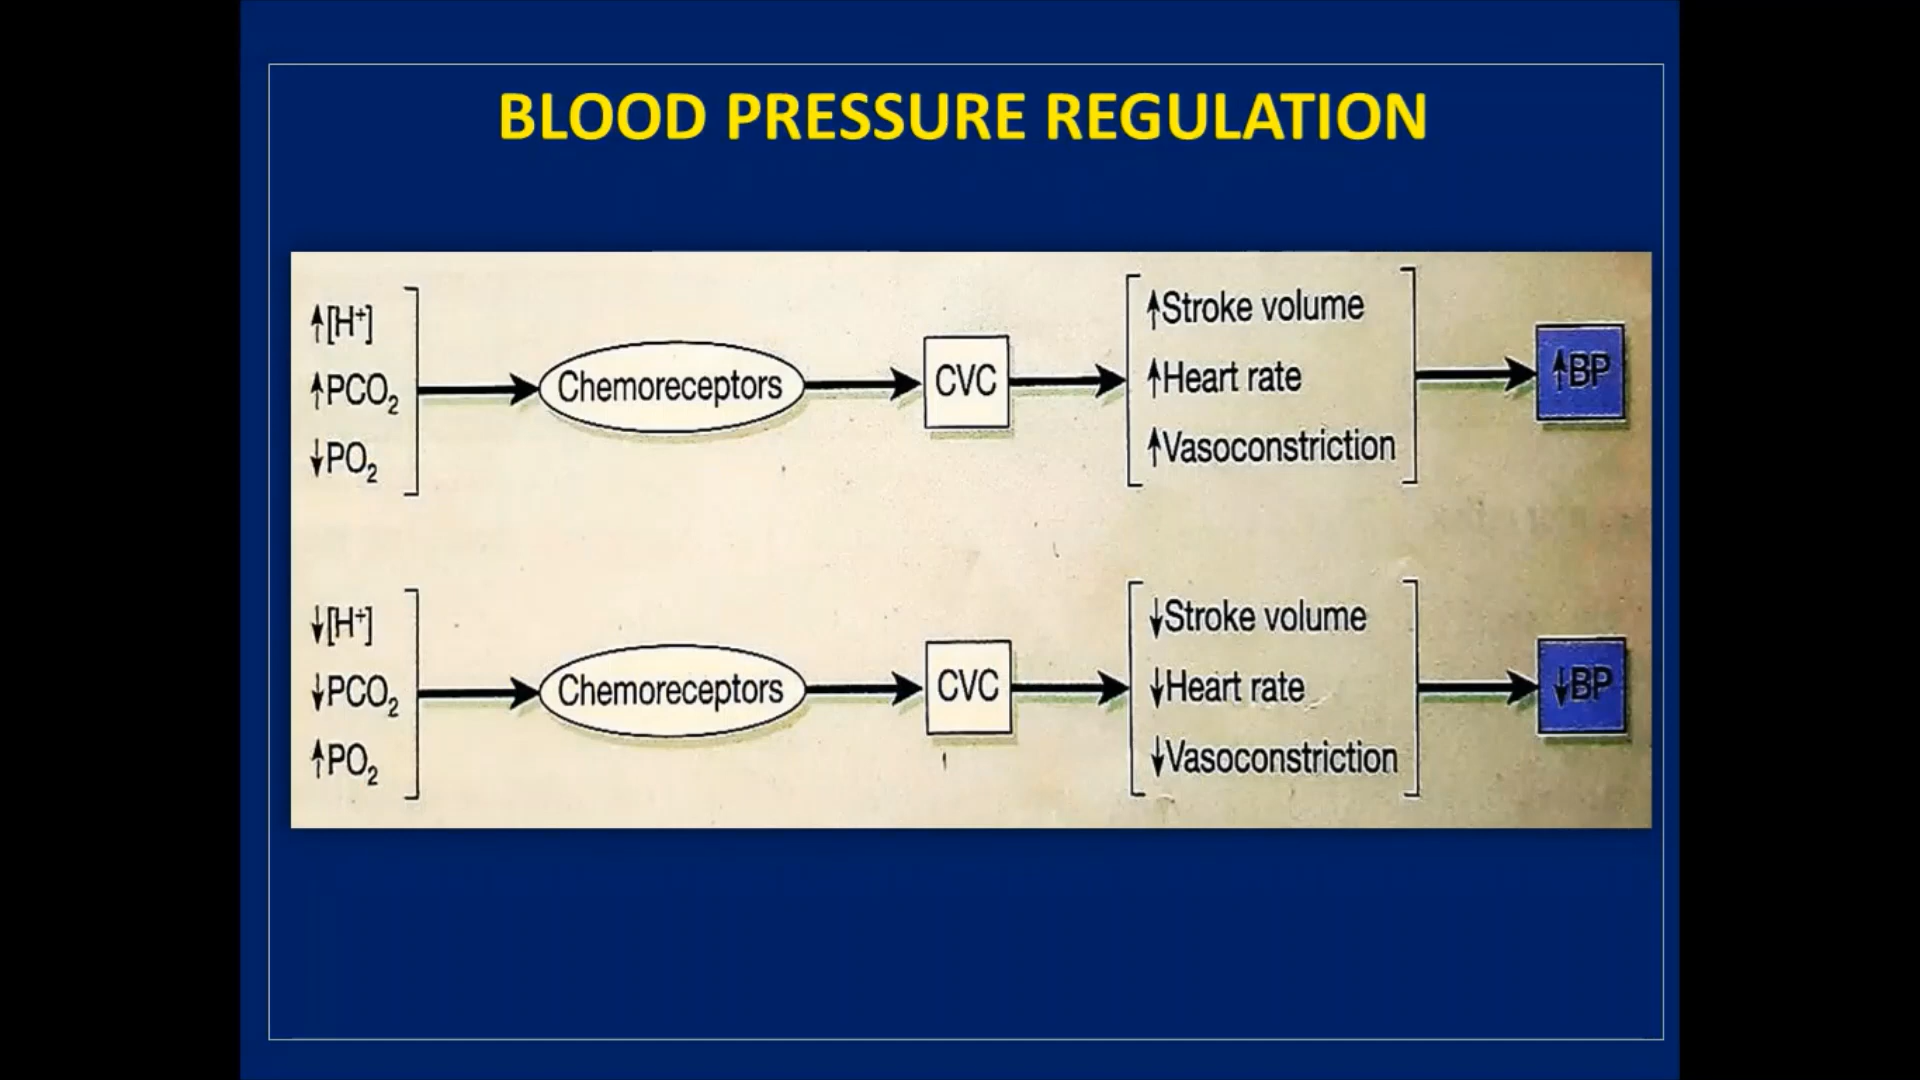 BLOOD PRESSURE REGULATION
↑[H⁺]
↑PCO₂
↓PO₂
Chemoreceptors
CVC
↑Stroke volume
↑Heart rate
↑Vasoconstriction
↑BP
↓[H⁺]
↓PCO₂
↑PO₂
Chemoreceptors
CVC
↓Stroke volume
↓Heart rate
↓Vasoconstriction
↓BP